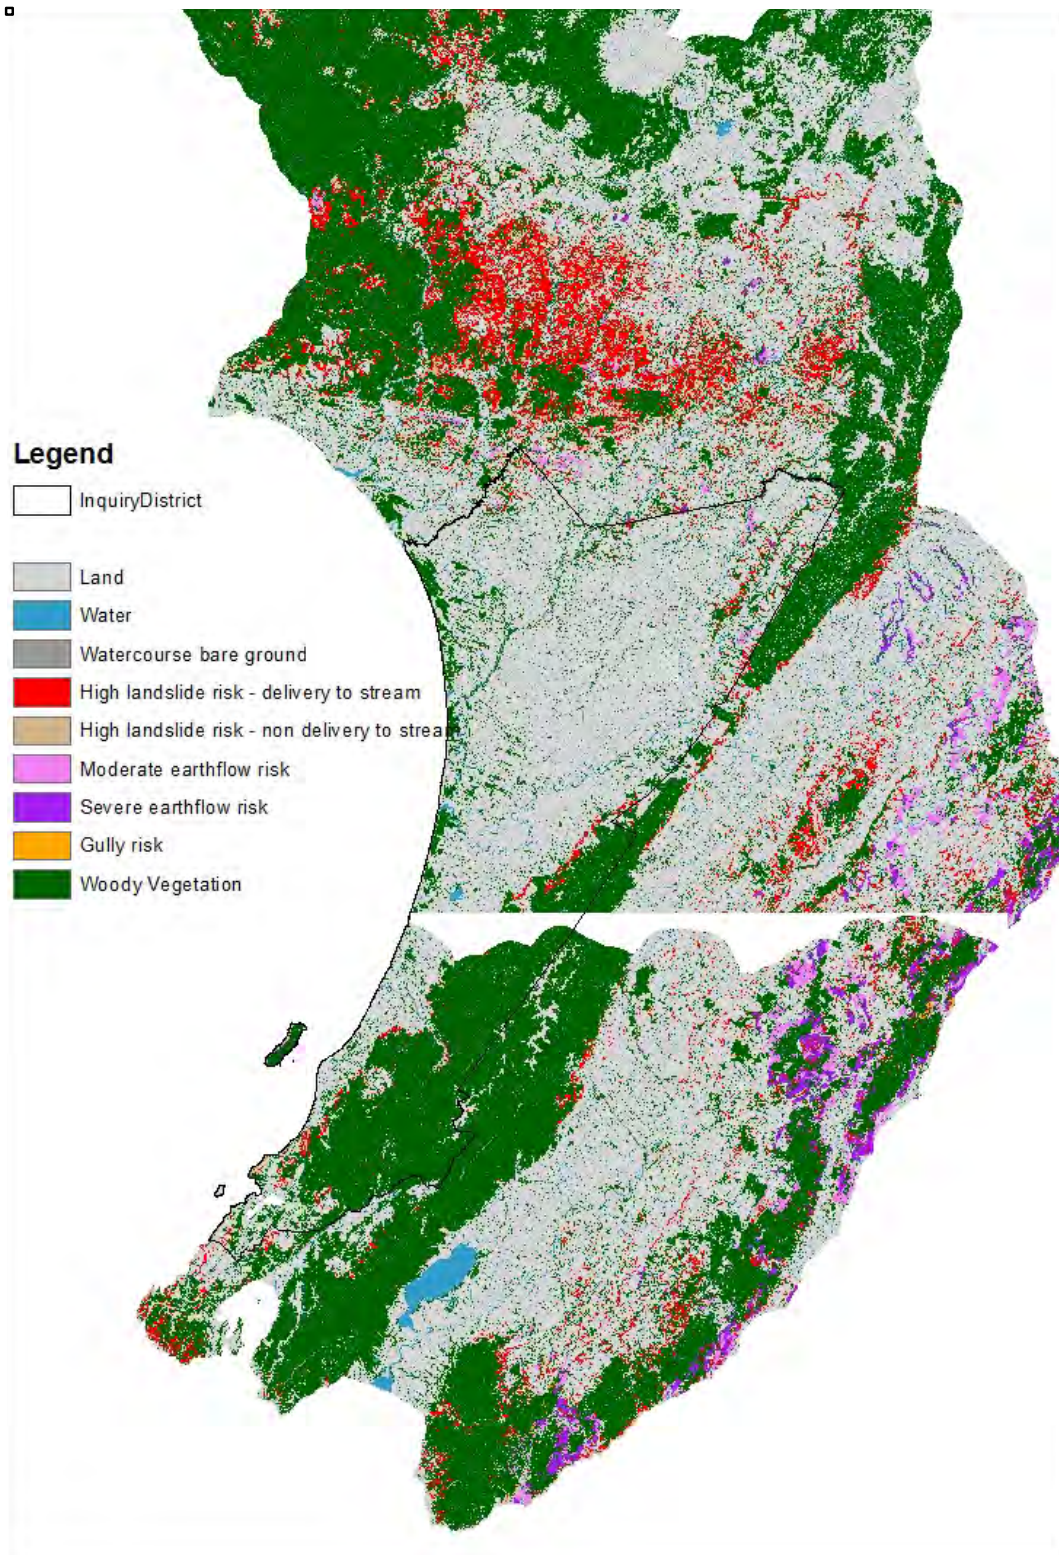 Legend
InquiryDistrict
Land
Water
Watercourse bare ground
High landslide risk - delivery to stream
High landslide risk - non delivery to stream
Moderate earthflow risk
Severe earthflow risk
Gully risk
Woody Vegetation